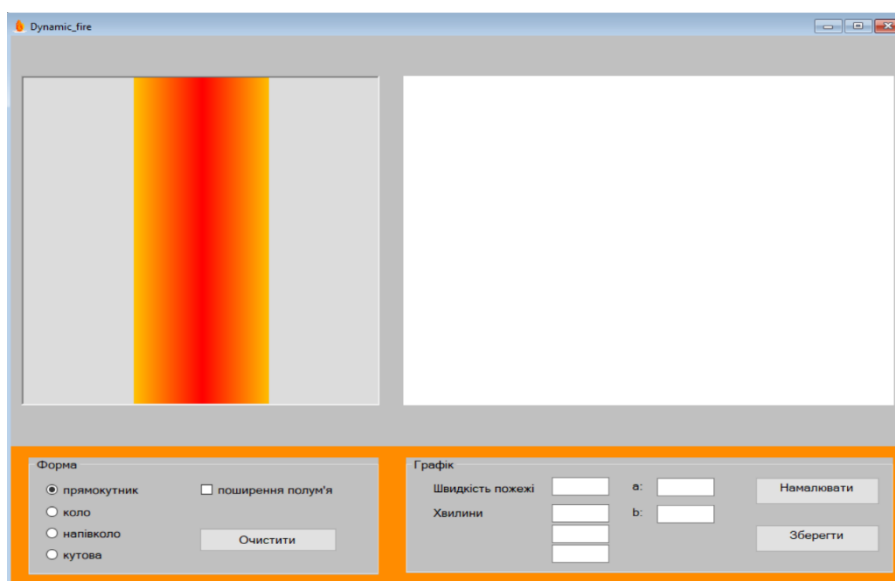 Dynamic_fire
Форма
прямокутник
поширення полум'я
коло
напівколо
Очистити
кутова
Графік
Швидкість пожежі
a:
Намалювати
Хвилини
b:
Зберегти